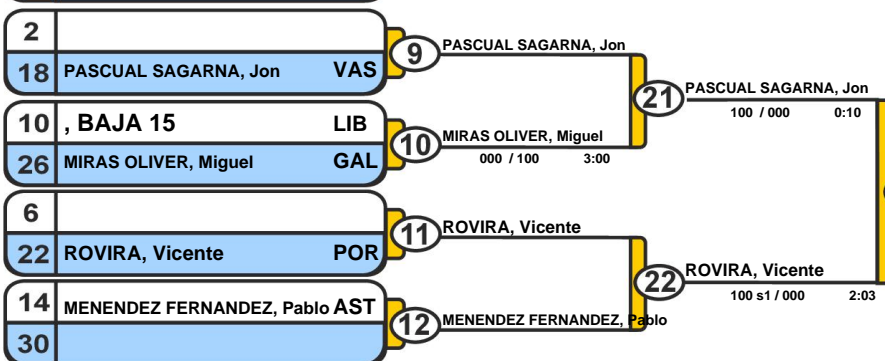 2
18 PASCUAL SAGARNA, Jon VAS
9 PASCUAL SAGARNA, Jon
10 , BAJA 15 LIB
26 MIRAS OLIVER, Miguel GAL
10 MIRAS OLIVER, Miguel
000 / 100 3:00
21 PASCUAL SAGARNA, Jon
100 / 000 0:10
6
22 ROVIRA, Vicente POR
11 ROVIRA, Vicente
14 MENENDEZ FERNANDEZ, Pablo AST
30
12 MENENDEZ FERNANDEZ, Pablo
22 ROVIRA, Vicente
100 s1 / 000 2:03